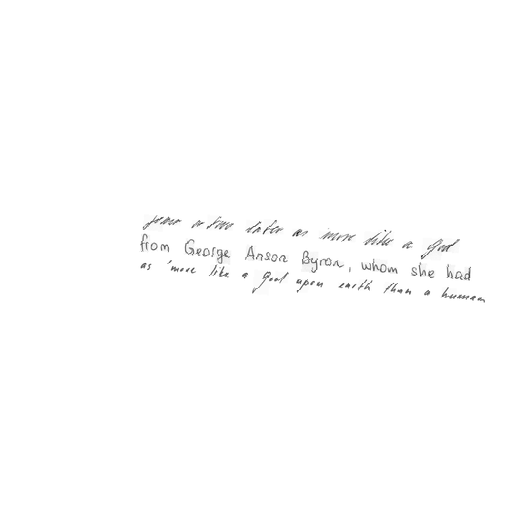 years or two later as more like a god
from George Anson Byron, whom she had
as 'more like a god upon earth than a human